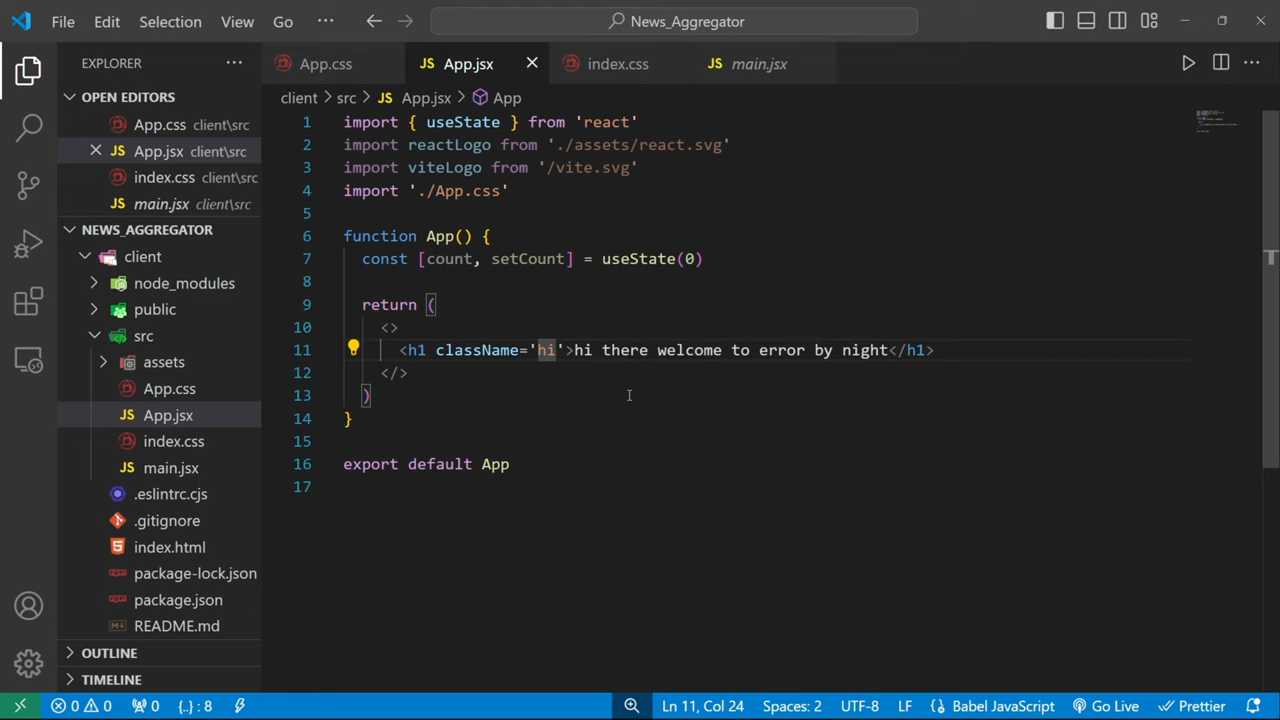 File Edit Selection View Go ··· News_Aggregator
EXPLORER ···
OPEN EDITORS
App.css client\src
App.jsx client\src
index.css client\src
main.jsx client\src
NEWS_AGGREGATOR
client
node_modules
public
src
assets
App.css
App.jsx
index.css
main.jsx
.eslintrc.cjs
.gitignore
index.html
package-lock.json
package.json
README.md
OUTLINE
TIMELINE
App.css JS App.jsx index.css JS main.jsx ···
client > src > JS App.jsx > App
1 import { useState } from 'react'
2 import reactLogo from './assets/react.svg'
3 import viteLogo from '/vite.svg'
4 import './App.css'
5
6 function App() {
7 const [count, setCount] = useState(0)
8
9 return (
10 <>
11 <h1 className='hi'>hi there welcome to error by night</h1>
12 </>
13 )
14 }
15
16 export default App
17
0 0 0 {..} : 8 Ln 11, Col 24 Spaces: 2 UTF-8 LF Babel JavaScript Go Live Prettier